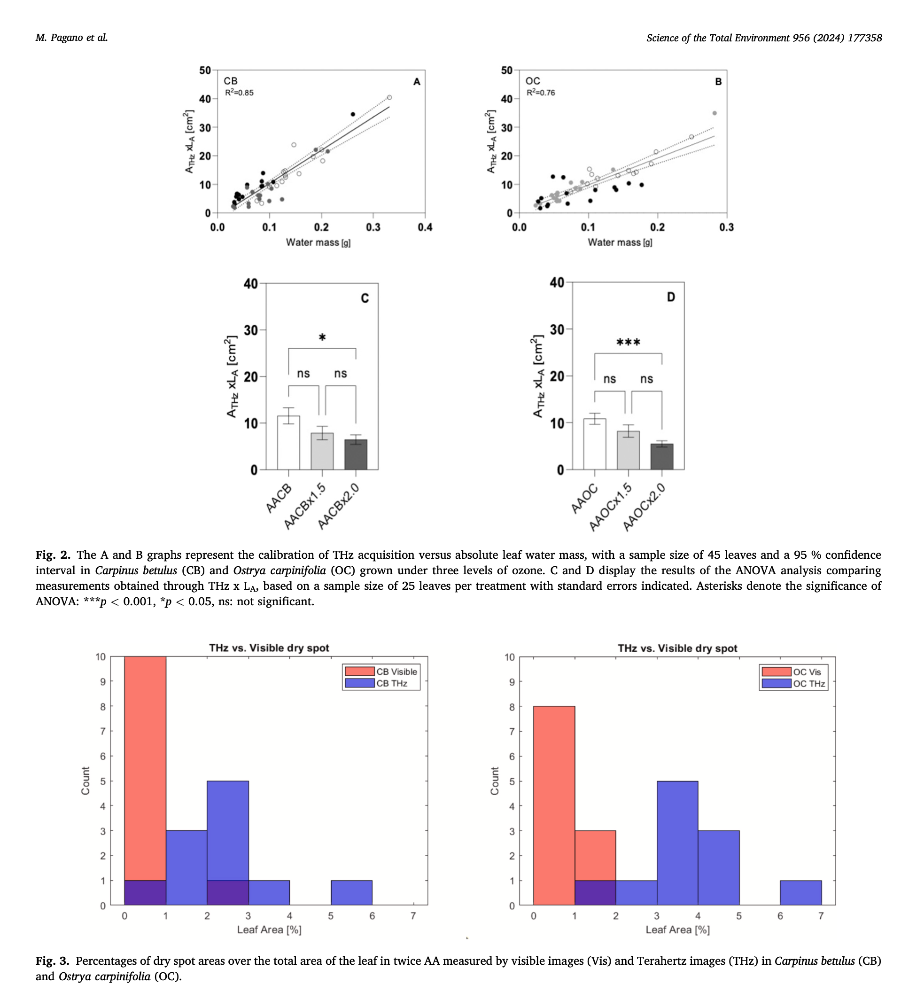 M. Pagano et al.
Science of the Total Environment 956 (2024) 177358
50
40
30
20
10
0
CB
R²=0.85
A
A_THz xL_A [cm²]
0.0 0.1 0.2 0.3 0.4
Water mass [g]
50
40
30
20
10
0
OC
R²=0.76
B
A_THz xL_A [cm²]
0.0 0.1 0.2 0.3
Water mass [g]
40
30
20
10
0
C
*
ns ns
A_THz xL_A [cm²]
AACB
AACBx1.5
AACBx2.0
40
30
20
10
0
D
***
ns ns
A_THz xL_A [cm²]
AAOC
AAOCx1.5
AAOCx2.0
Fig. 2. The A and B graphs represent the calibration of THz acquisition versus absolute leaf water mass, with a sample size of 45 leaves and a 95 % confidence
interval in Carpinus betulus (CB) and Ostrya carpinifolia (OC) grown under three levels of ozone. C and D display the results of the ANOVA analysis comparing
measurements obtained through THz x L_A, based on a sample size of 25 leaves per treatment with standard errors indicated. Asterisks denote the significance of
ANOVA: ***p < 0.001, *p < 0.05, ns: not significant.
THz vs. Visible dry spot
10
9
8
7
6
5
4
3
2
1
0
CB Visible
CB THz
Count
0 1 2 3 4 5 6 7
Leaf Area [%]
THz vs. Visible dry spot
10
9
8
7
6
5
4
3
2
1
0
OC Vis
OC THz
Count
0 1 2 3 4 5 6 7
Leaf Area [%]
Fig. 3. Percentages of dry spot areas over the total area of the leaf in twice AA measured by visible images (Vis) and Terahertz images (THz) in Carpinus betulus (CB)
and Ostrya carpinifolia (OC).